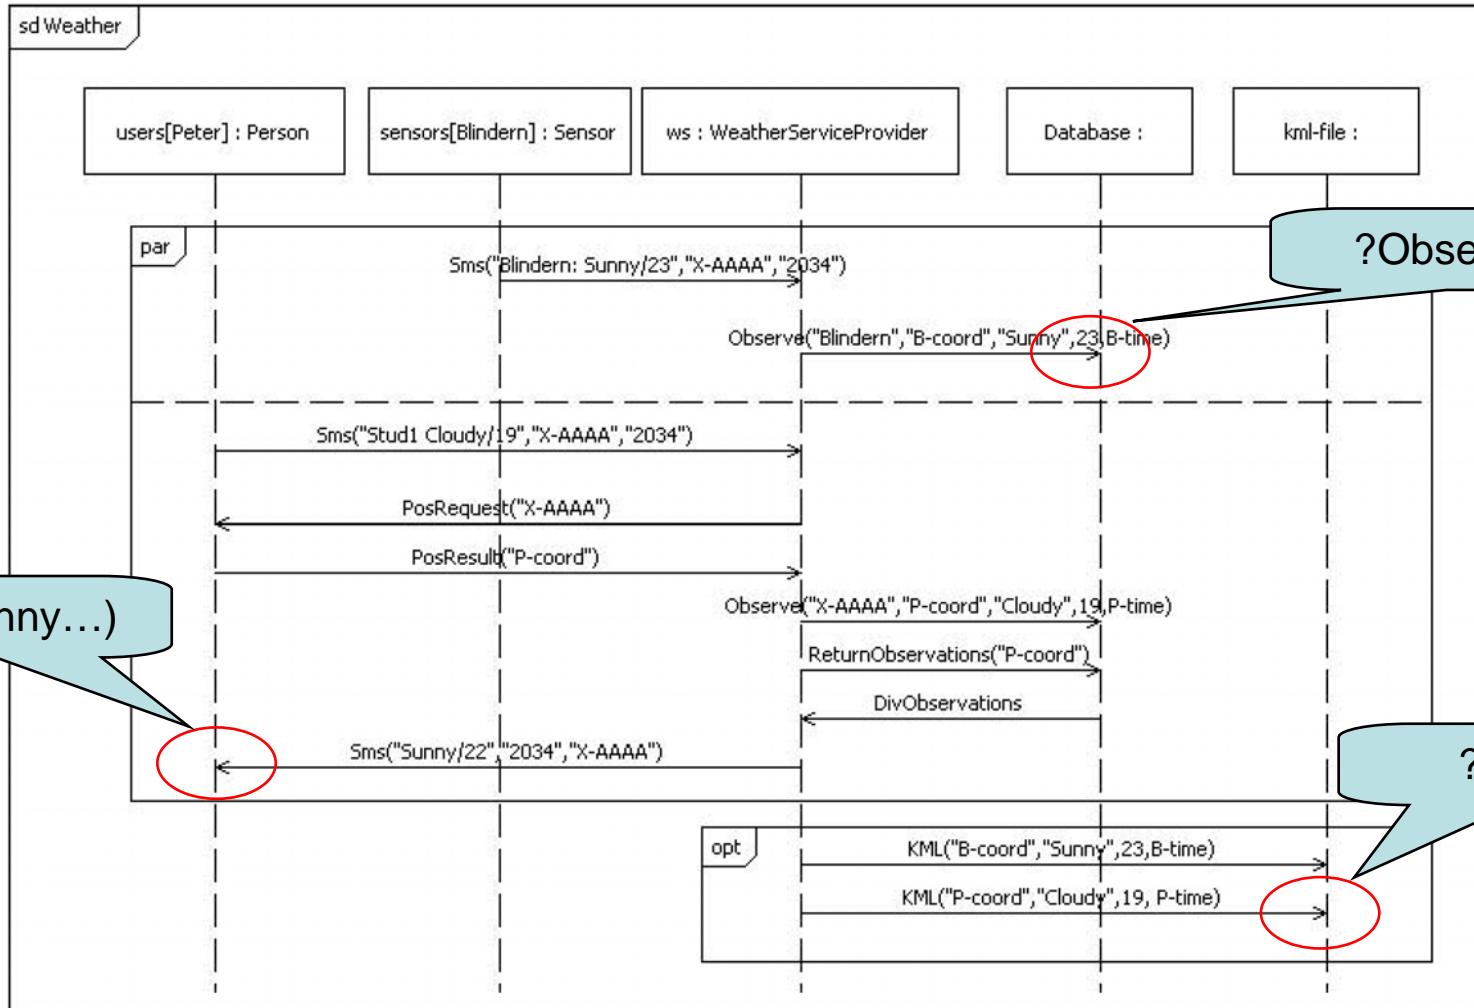 sd Weather
users[Peter] : Person
sensors[Blindern] : Sensor
ws : WeatherServiceProvider
Database :
kml-file :
par
Sms("Blindern: Sunny/23","X-AAAA","2034")
?Obse
Observe("Blindern","B-coord","Sunny",23,B-time)
Sms("Stud1 Cloudy/19","X-AAAA","2034")
PosRequest("X-AAAA")
PosResult("P-coord")
nny…)
Observe("X-AAAA","P-coord","Cloudy",19,P-time)
ReturnObservations("P-coord")
DivObservations
Sms("Sunny/22","2034","X-AAAA")
?
opt
KML("B-coord","Sunny",23,B-time)
KML("P-coord","Cloudy",19, P-time)